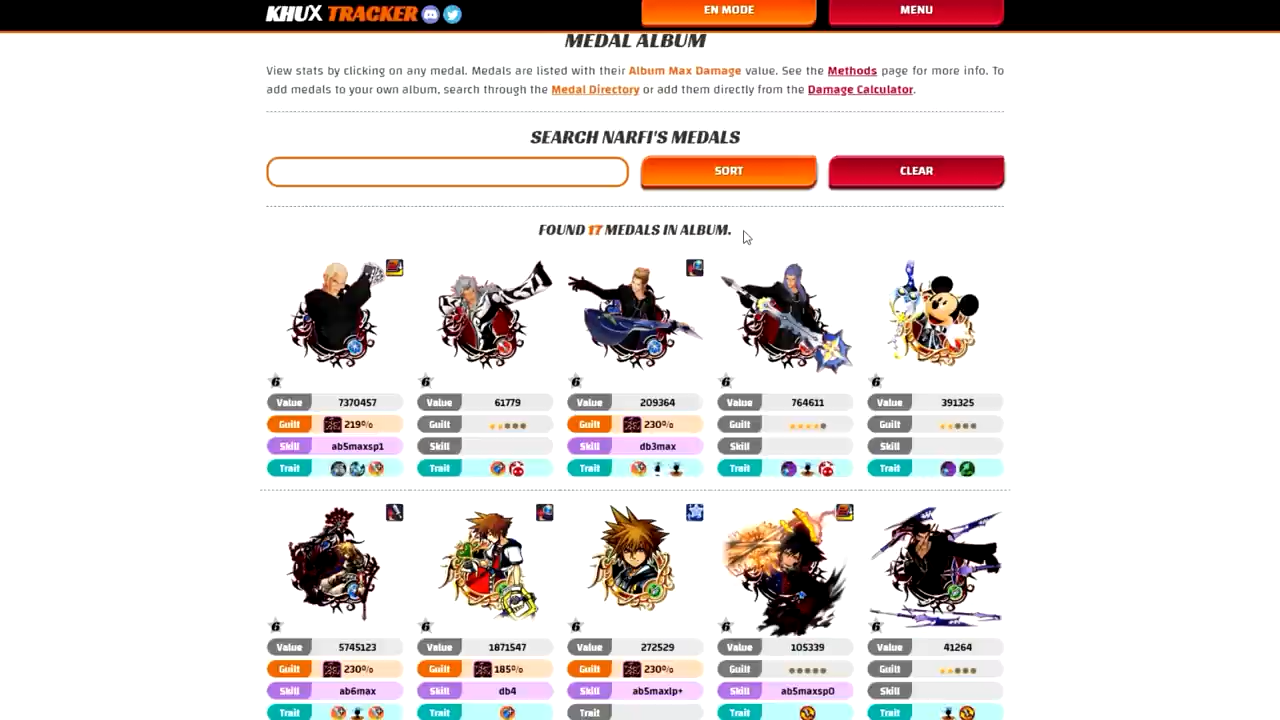 KHUX TRACKER
EN MODE
MENU
MEDAL ALBUM
View stats by clicking on any medal. Medals are listed with their Album Max Damage value. See the Methods page for more info. To
add medals to your own album, search through the Medal Directory or add them directly from the Damage Calculator.
SEARCH NARFI'S MEDALS
SORT
CLEAR
FOUND 17 MEDALS IN ALBUM.
6 6 6 6 6
Value 7370457 Value 61779 Value 209364 Value 764611 Value 391325
Guilt 219% Guilt Guilt 230% Guilt Guilt
Skill ab5maxsp1 Skill Skill db3max Skill Skill
Trait Trait Trait Trait Trait
6 6 6 6 6
Value 5745123 Value 1871547 Value 272529 Value 105339 Value 41264
Guilt 230% Guilt 185% Guilt 230% Guilt Guilt
Skill ab6max Skill db4 Skill ab5maxlp+ Skill ab5maxsp0 Skill
Trait Trait Trait Trait Trait